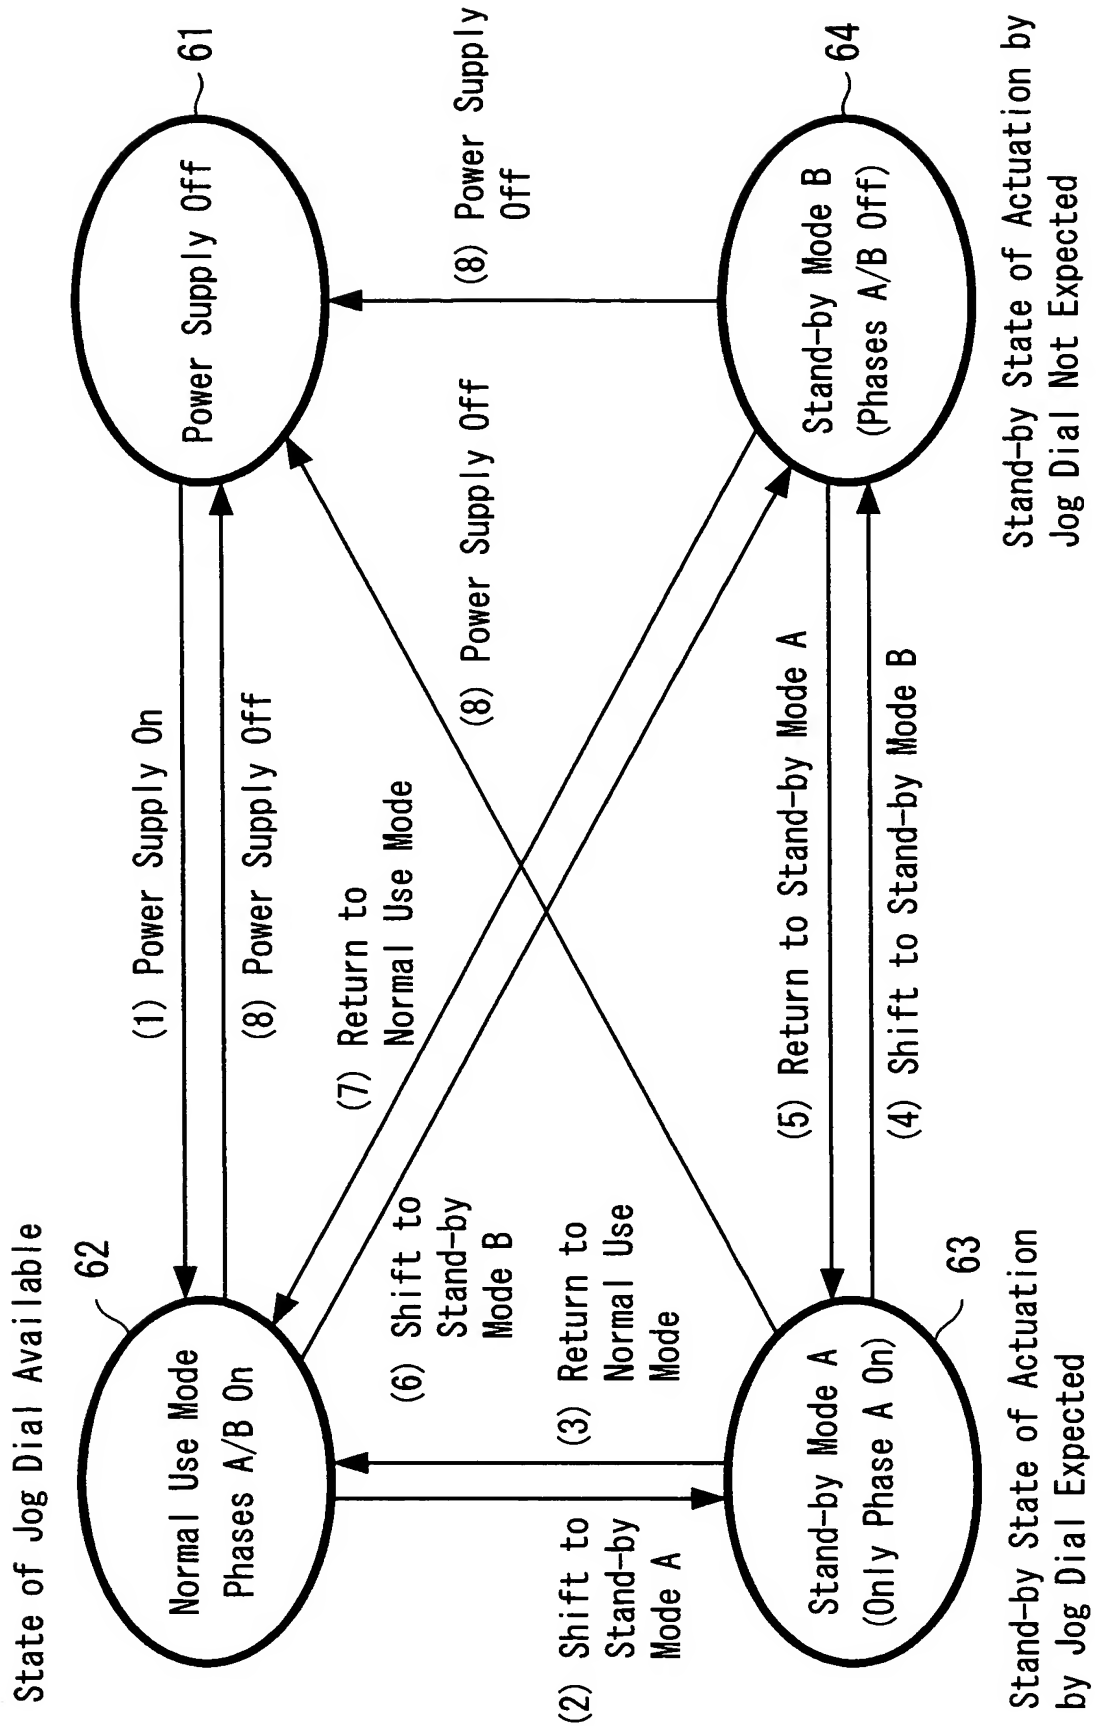 State of Jog Dial Available
62
Normal Use Mode
Phases A/B On
(1) Power Supply On
(8) Power Supply Off
Power Supply Off
61
(7) Return to
Normal Use Mode
(6) Shift to
Stand-by
Mode B
(8) Power Supply Off
(8) Power Supply
Off
(2) Shift to
Stand-by
Mode A
(3) Return to
Normal Use
Mode
(5) Return to Stand-by Mode A
(4) Shift to Stand-by Mode B
Stand-by Mode A
(Only Phase A On)
63
Stand-by Mode B
(Phases A/B Off)
64
Stand-by State of Actuation
by Jog Dial Expected
Stand-by State of Actuation by
Jog Dial Not Expected